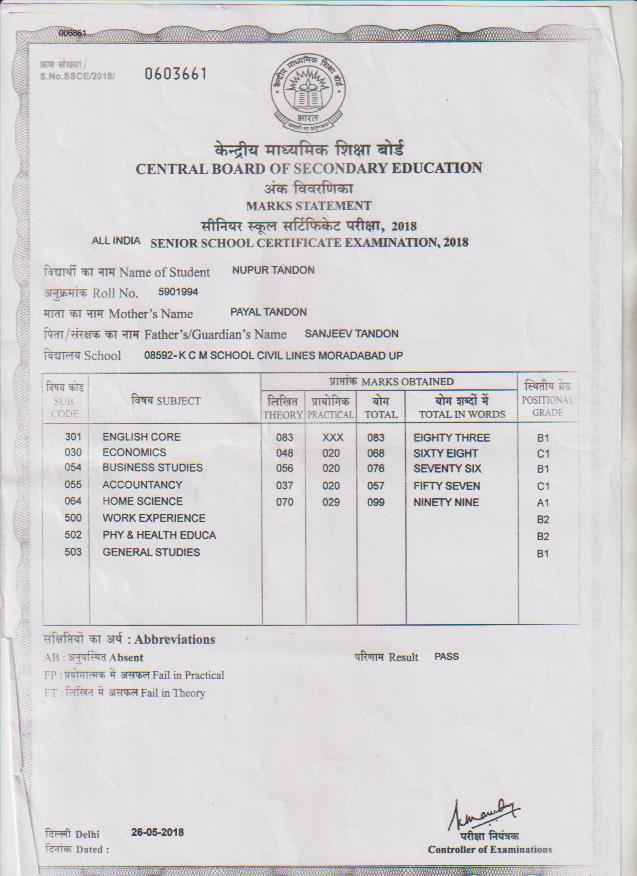 006661
क्रम संख्या/
S.No.SSCE/2018/ 0603661
केन्द्रीय माध्यमिक शिक्षा बोर्ड
भारत
केन्द्रीय माध्यमिक शिक्षा बोर्ड
CENTRAL BOARD OF SECONDARY EDUCATION
अंक विवरणिका
MARKS STATEMENT
सीनियर स्कूल सर्टिफिकेट परीक्षा, 2018
ALL INDIA SENIOR SCHOOL CERTIFICATE EXAMINATION, 2018
विद्यार्थी का नाम Name of Student NUPUR TANDON
अनुक्रमांक Roll No. 5901994
माता का नाम Mother's Name PAYAL TANDON
पिता/संरक्षक का नाम Father's/Guardian's Name SANJEEV TANDON
विद्यालय School 08592- K C M SCHOOL CIVIL LINES MORADABAD UP
विषय कोड SUB. CODE विषय SUBJECT प्राप्तांक MARKS OBTAINED स्थितीय ग्रेड POSITIONAL GRADE
लिखित THEORY प्रायोगिक PRACTICAL योग TOTAL योग शब्दों में TOTAL IN WORDS
301 ENGLISH CORE 083 XXX 083 EIGHTY THREE B1
030 ECONOMICS 048 020 068 SIXTY EIGHT C1
054 BUSINESS STUDIES 056 020 076 SEVENTY SIX B1
055 ACCOUNTANCY 037 020 057 FIFTY SEVEN C1
064 HOME SCIENCE 070 029 099 NINETY NINE A1
500 WORK EXPERIENCE B2
502 PHY & HEALTH EDUCA B2
503 GENERAL STUDIES B1
संक्षिप्तियों का अर्थ : Abbreviations
AB : अनुपस्थित Absent परिणाम Result PASS
FP : प्रयोगात्मक में असफल Fail in Practical
FT : लिखित में असफल Fail in Theory
दिल्ली Delhi 26-05-2018
दिनांक Dated :
परीक्षा नियंत्रक
Controller of Examinations